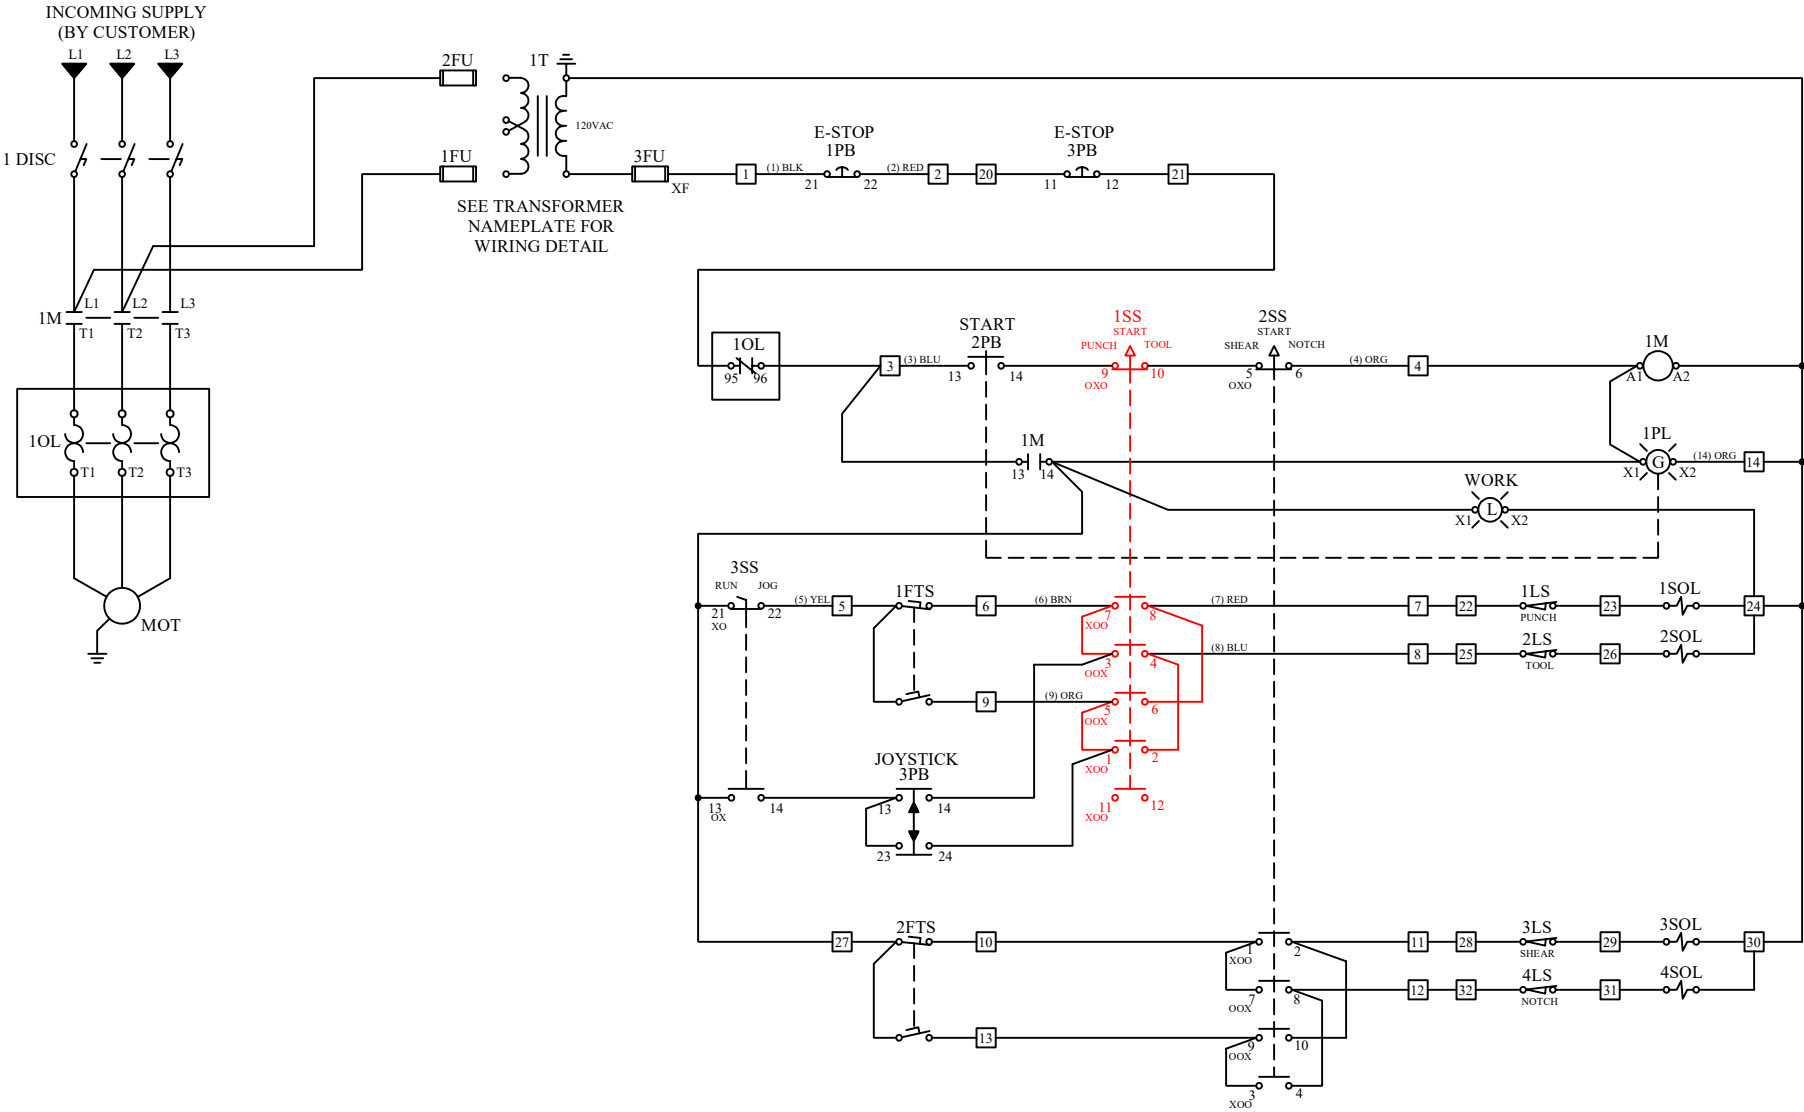 INCOMING SUPPLY
(BY CUSTOMER)
L1 L2 L3
1 DISC
2FU
1T
120VAC
1FU
3FU
XF
SEE TRANSFORMER
NAMEPLATE FOR
WIRING DETAIL
1
(1) BLK
E-STOP
1PB
21 22
(2) RED
2
20
E-STOP
3PB
11 12
21
1M
L1 L2 L3
T1 T2 T3
1OL
T1 T2 T3
MOT
1OL
95 96
3
(3) BLU
START
2PB
13 14
1SS
START
PUNCH TOOL
9 10
OXO
2SS
START
SHEAR NOTCH
5 6
OXO
(4) ORG
4
1M
A1 A2
1M
13 14
1PL
G
X1 X2
(14) ORG
14
WORK
L
X1 X2
3SS
RUN JOG
21 22
XO
(5) YEL
5
1FTS
6
(6) BRN
7 8
XOO
(7) RED
7
22
1LS
PUNCH
23
1SOL
24
3 4
OOX
(8) BLU
8
25
2LS
TOOL
26
2SOL
9
(9) ORG
5 6
OOX
1 2
XOO
13 14
OX
JOYSTICK
3PB
13 14
23 24
11 12
XOO
27
2FTS
10
1 2
XOO
11
28
3LS
SHEAR
29
3SOL
30
7 8
OOX
12
32
4LS
NOTCH
31
4SOL
13
9 10
OOX
3 4
XOO